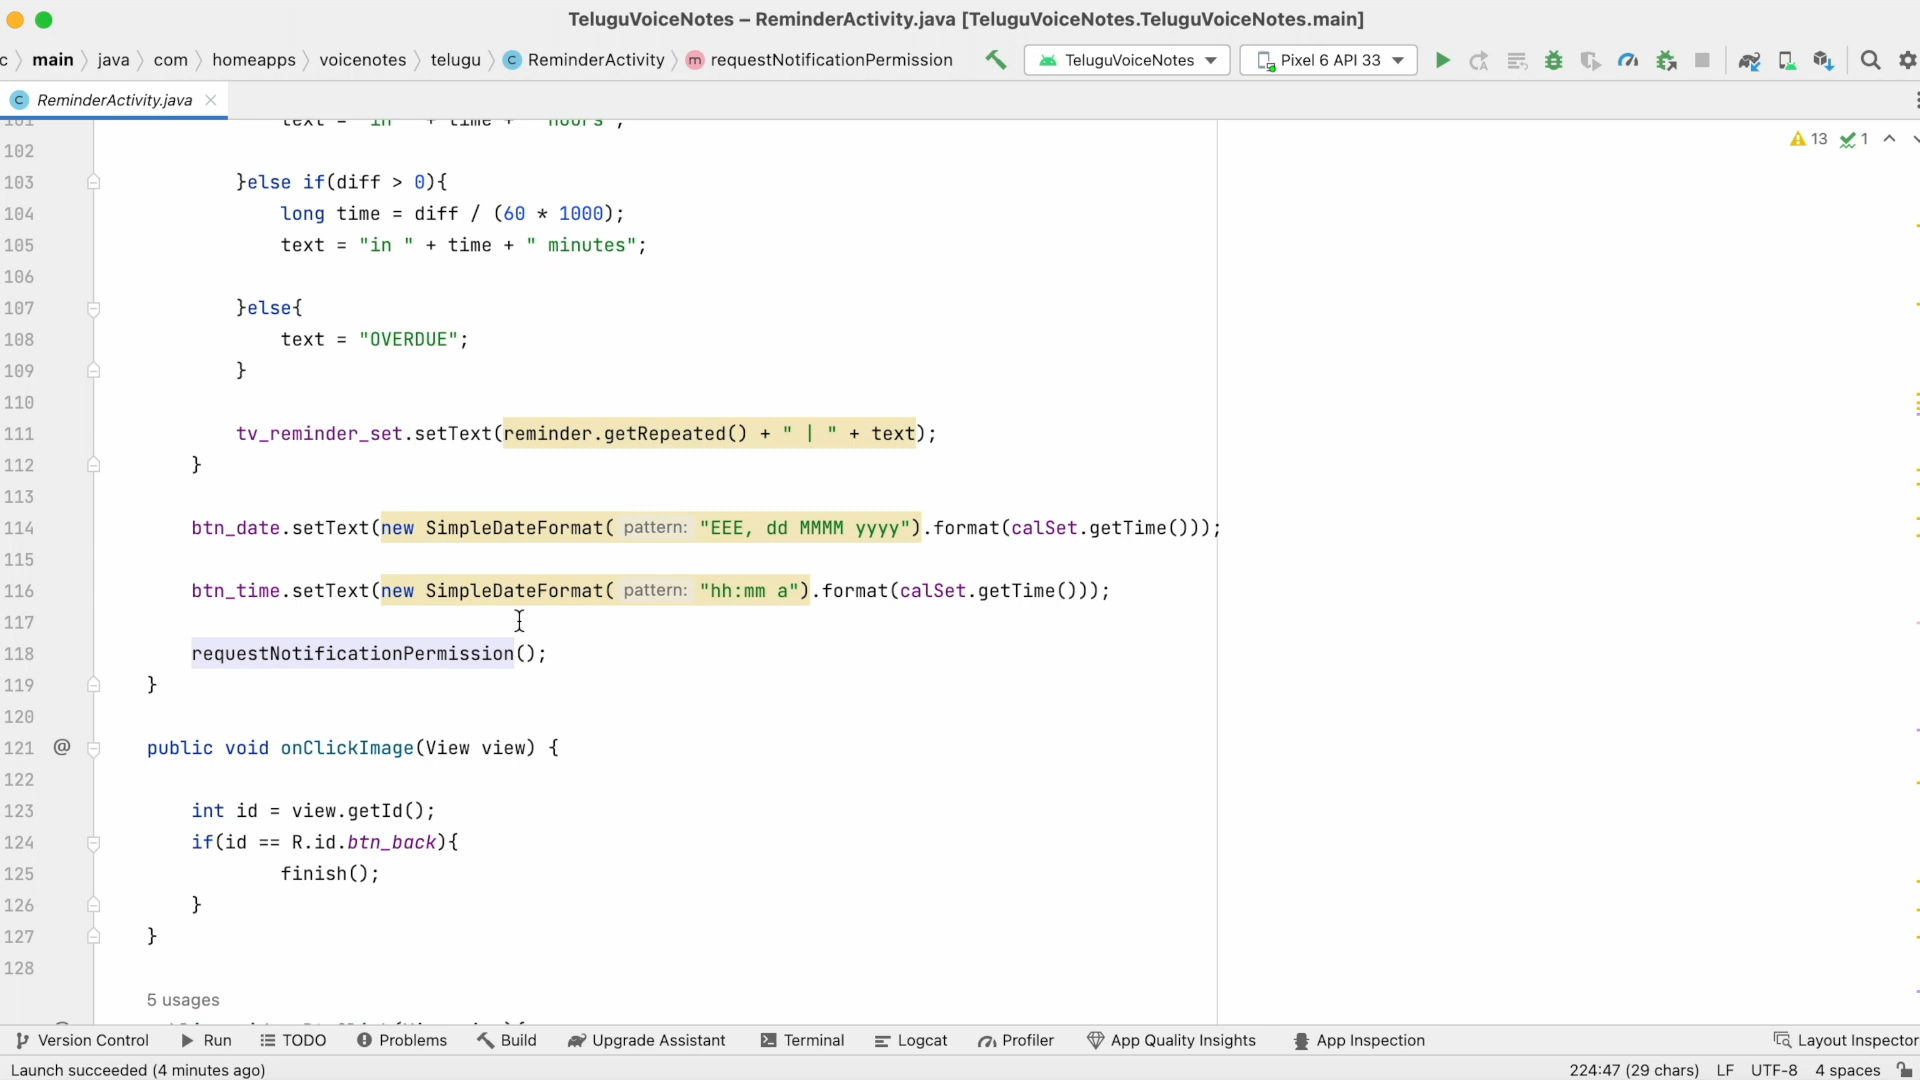 TeluguVoiceNotes – ReminderActivity.java [TeluguVoiceNotes.TeluguVoiceNotes.main]
c main java com homeapps voicenotes telugu C ReminderActivity m requestNotificationPermission TeluguVoiceNotes Pixel 6 API 33
C ReminderActivity.java
101 text = "in " + time + " hours";
13 1
102
103 }else if(diff > 0){
104 long time = diff / (60 * 1000);
105 text = "in " + time + " minutes";
106
107 }else{
108 text = "OVERDUE";
109 }
110
111 tv_reminder_set.setText(reminder.getRepeated() + " | " + text);
112 }
113
114 btn_date.setText(new SimpleDateFormat( pattern: "EEE, dd MMMM yyyy").format(calSet.getTime()));
115
116 btn_time.setText(new SimpleDateFormat( pattern: "hh:mm a").format(calSet.getTime()));
117
118 requestNotificationPermission();
119 }
120
121 @ public void onClickImage(View view) {
122
123 int id = view.getId();
124 if(id == R.id.btn_back){
125 finish();
126 }
127 }
128
5 usages
Version Control Run TODO Problems Build Upgrade Assistant Terminal Logcat Profiler App Quality Insights App Inspection Layout Inspector
Launch succeeded (4 minutes ago) 224:47 (29 chars) LF UTF-8 4 spaces